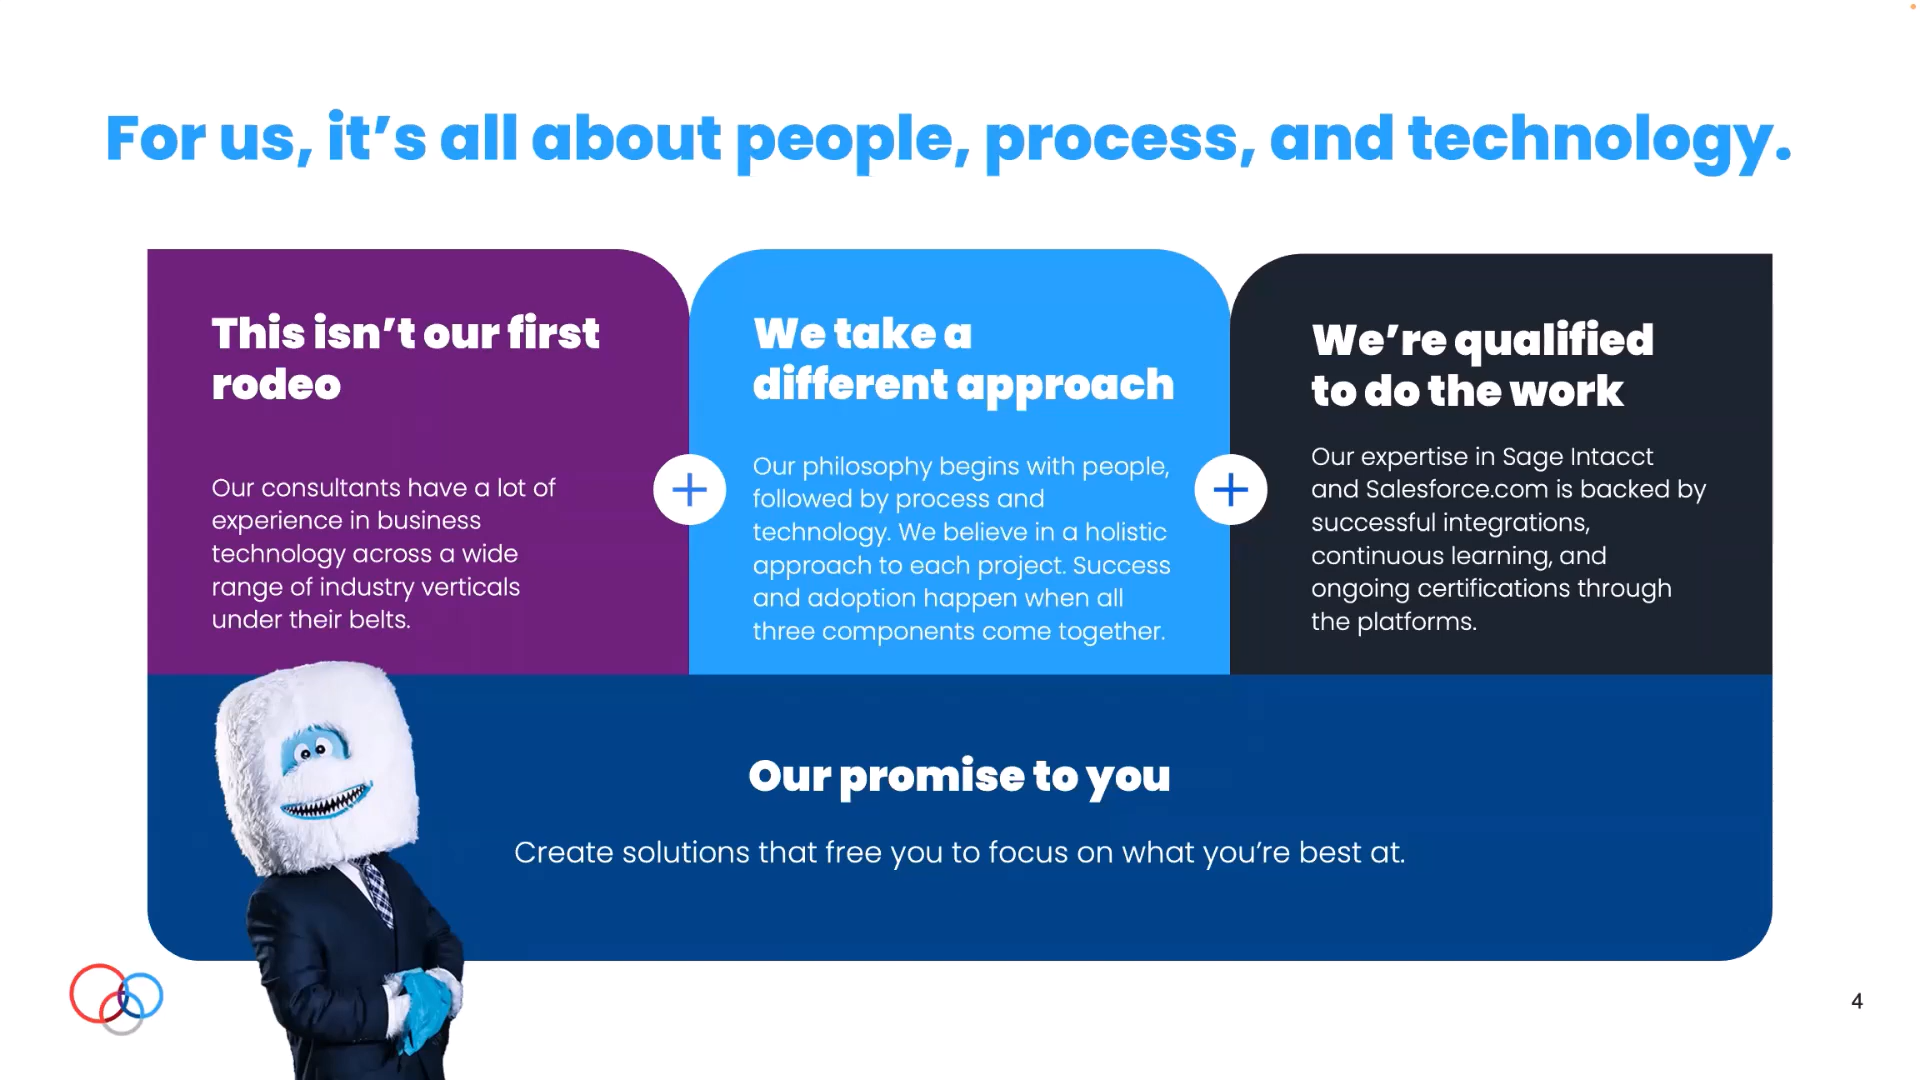 For us, it’s all about people, process, and technology.
This isn’t our first
rodeo
Our consultants have a lot of
experience in business
technology across a wide
range of industry verticals
under their belts.
We take a
different approach
Our philosophy begins with people,
followed by process and
technology. We believe in a holistic
approach to each project. Success
and adoption happen when all
three components come together.
We’re qualified
to do the work
Our expertise in Sage Intacct
and Salesforce.com is backed by
successful integrations,
continuous learning, and
ongoing certifications through
the platforms.
Our promise to you
Create solutions that free you to focus on what you’re best at.
4